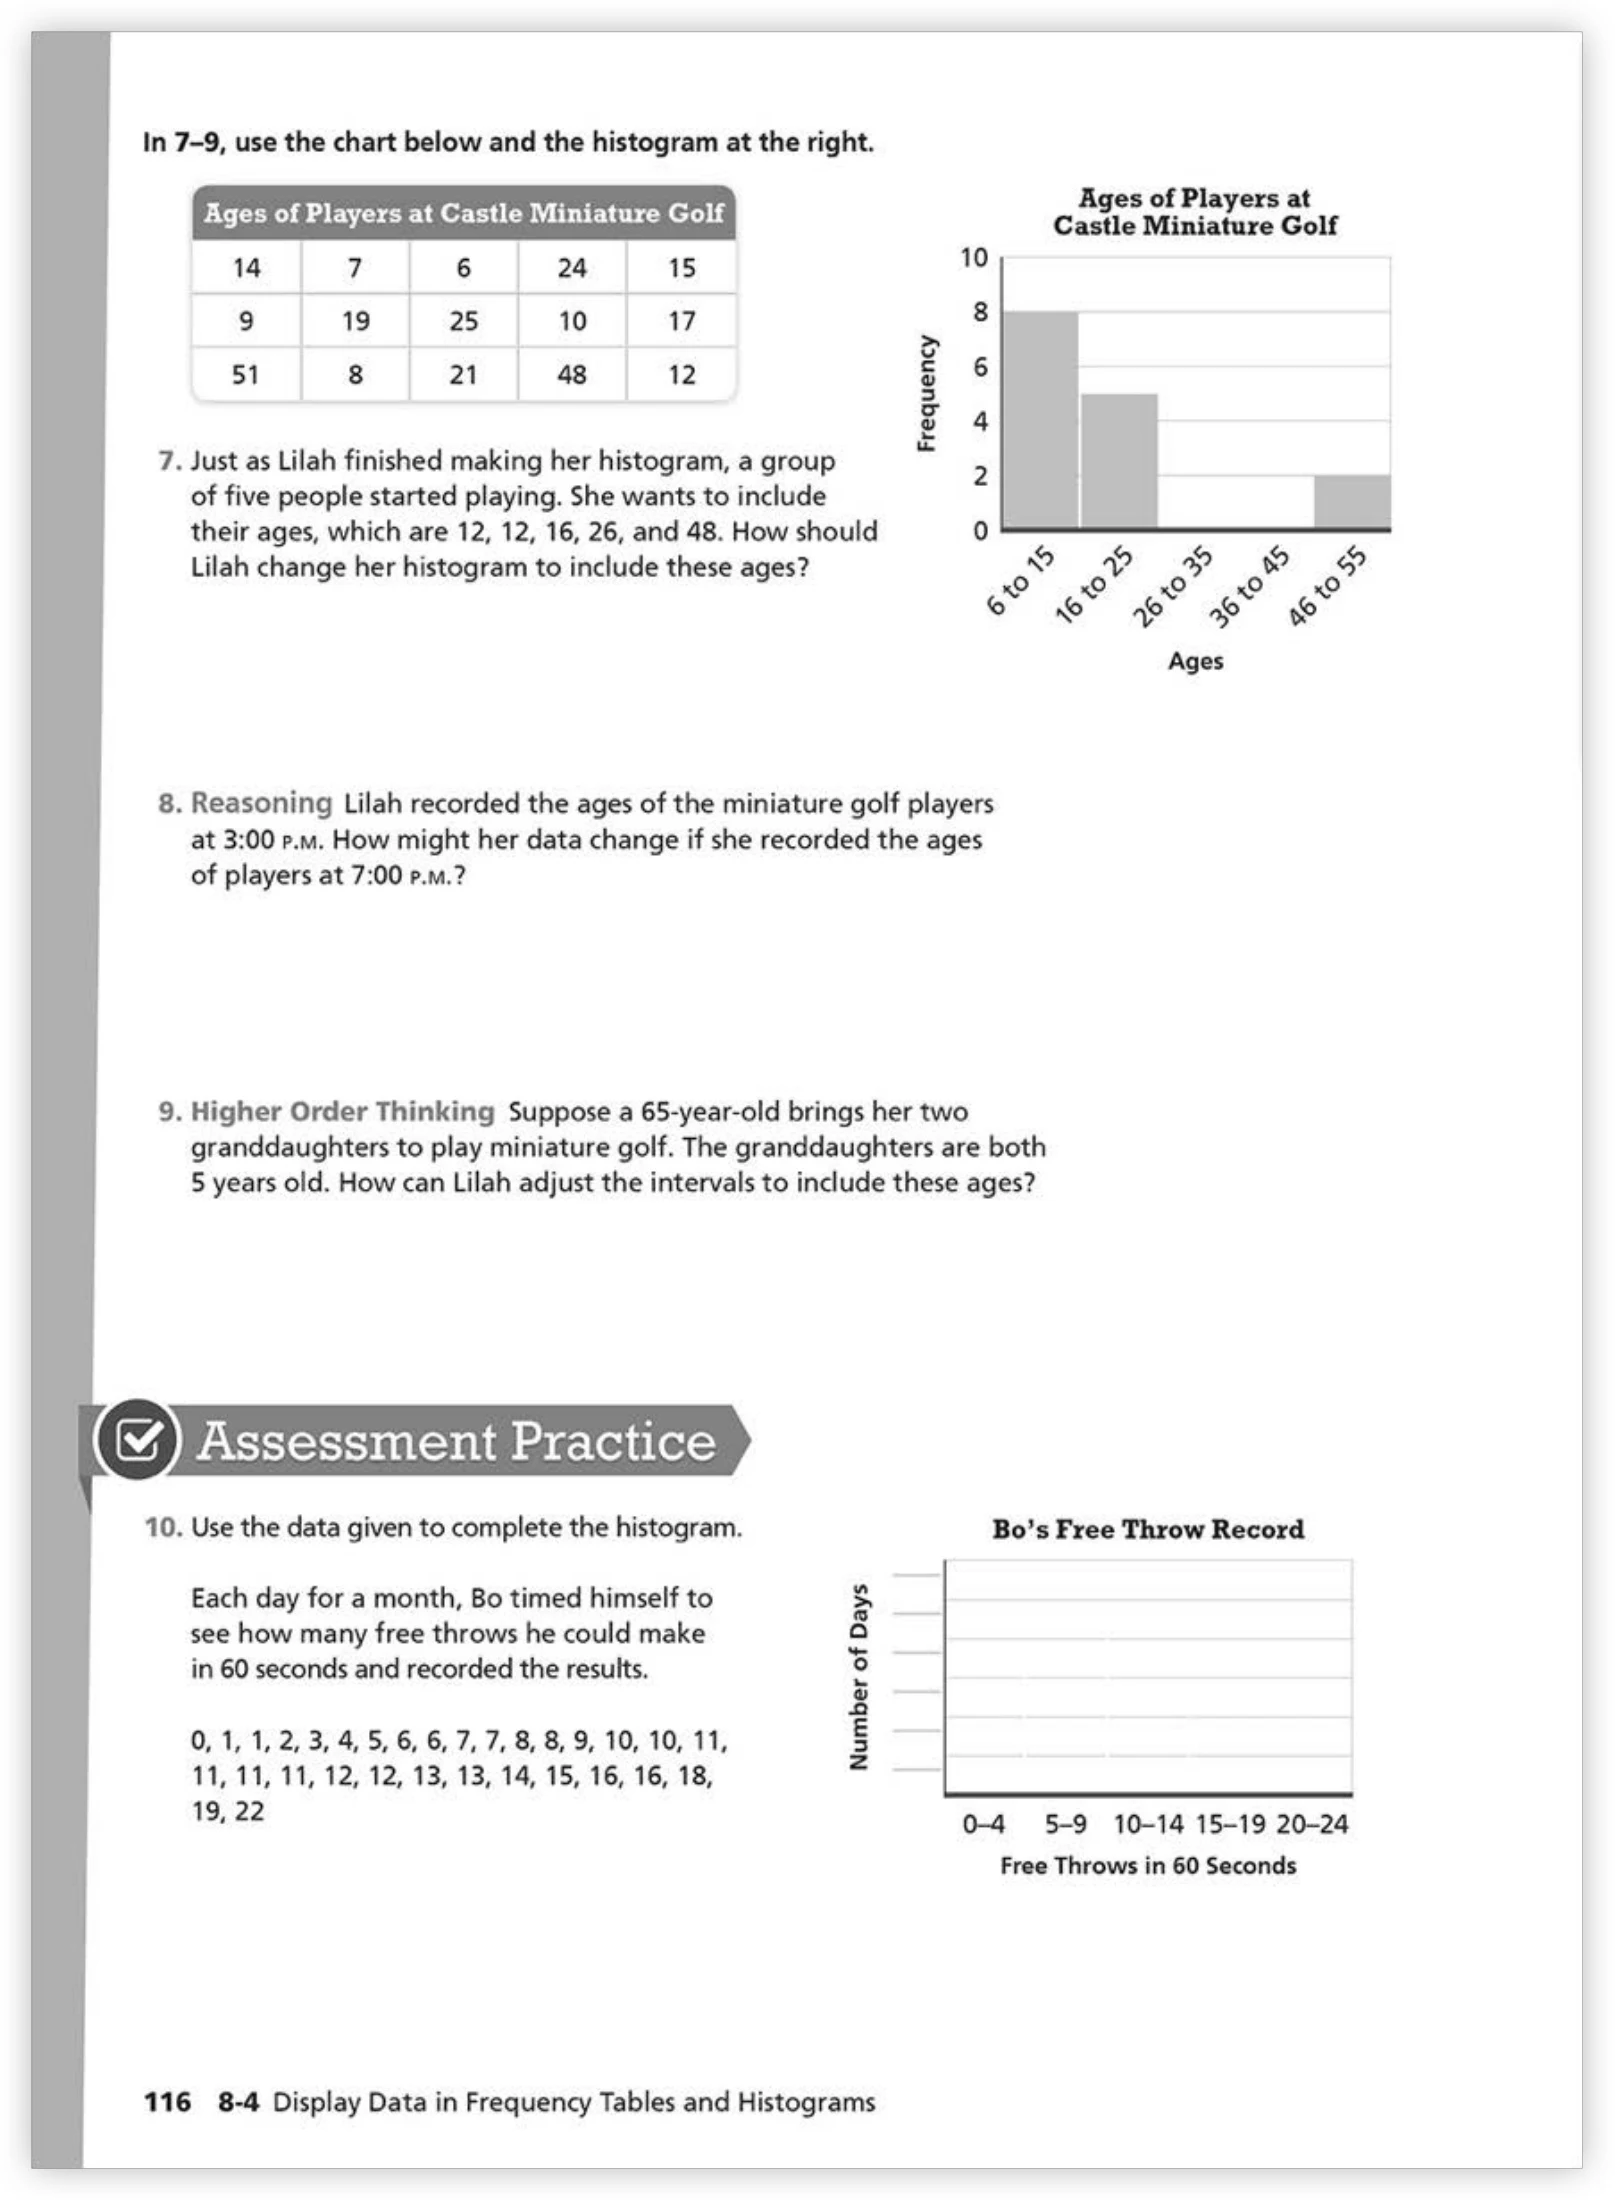 In 7–9, use the chart below and the histogram at the right.
Ages of Players at Castle Miniature Golf
14 7 6 24 15
9 19 25 10 17
51 8 21 48 12
Ages of Players at
Castle Miniature Golf
Frequency
10
8
6
4
2
0
6 to 15
16 to 25
26 to 35
36 to 45
46 to 55
Ages
7. Just as Lilah finished making her histogram, a group
of five people started playing. She wants to include
their ages, which are 12, 12, 16, 26, and 48. How should
Lilah change her histogram to include these ages?
8. Reasoning Lilah recorded the ages of the miniature golf players
at 3:00 P.M. How might her data change if she recorded the ages
of players at 7:00 P.M.?
9. Higher Order Thinking Suppose a 65-year-old brings her two
granddaughters to play miniature golf. The granddaughters are both
5 years old. How can Lilah adjust the intervals to include these ages?
Assessment Practice
10. Use the data given to complete the histogram.
Each day for a month, Bo timed himself to
see how many free throws he could make
in 60 seconds and recorded the results.
0, 1, 1, 2, 3, 4, 5, 6, 6, 7, 7, 8, 8, 9, 10, 10, 11,
11, 11, 11, 12, 12, 13, 13, 14, 15, 16, 16, 18,
19, 22
Bo's Free Throw Record
Number of Days
0–4 5–9 10–14 15–19 20–24
Free Throws in 60 Seconds
116 8-4 Display Data in Frequency Tables and Histograms